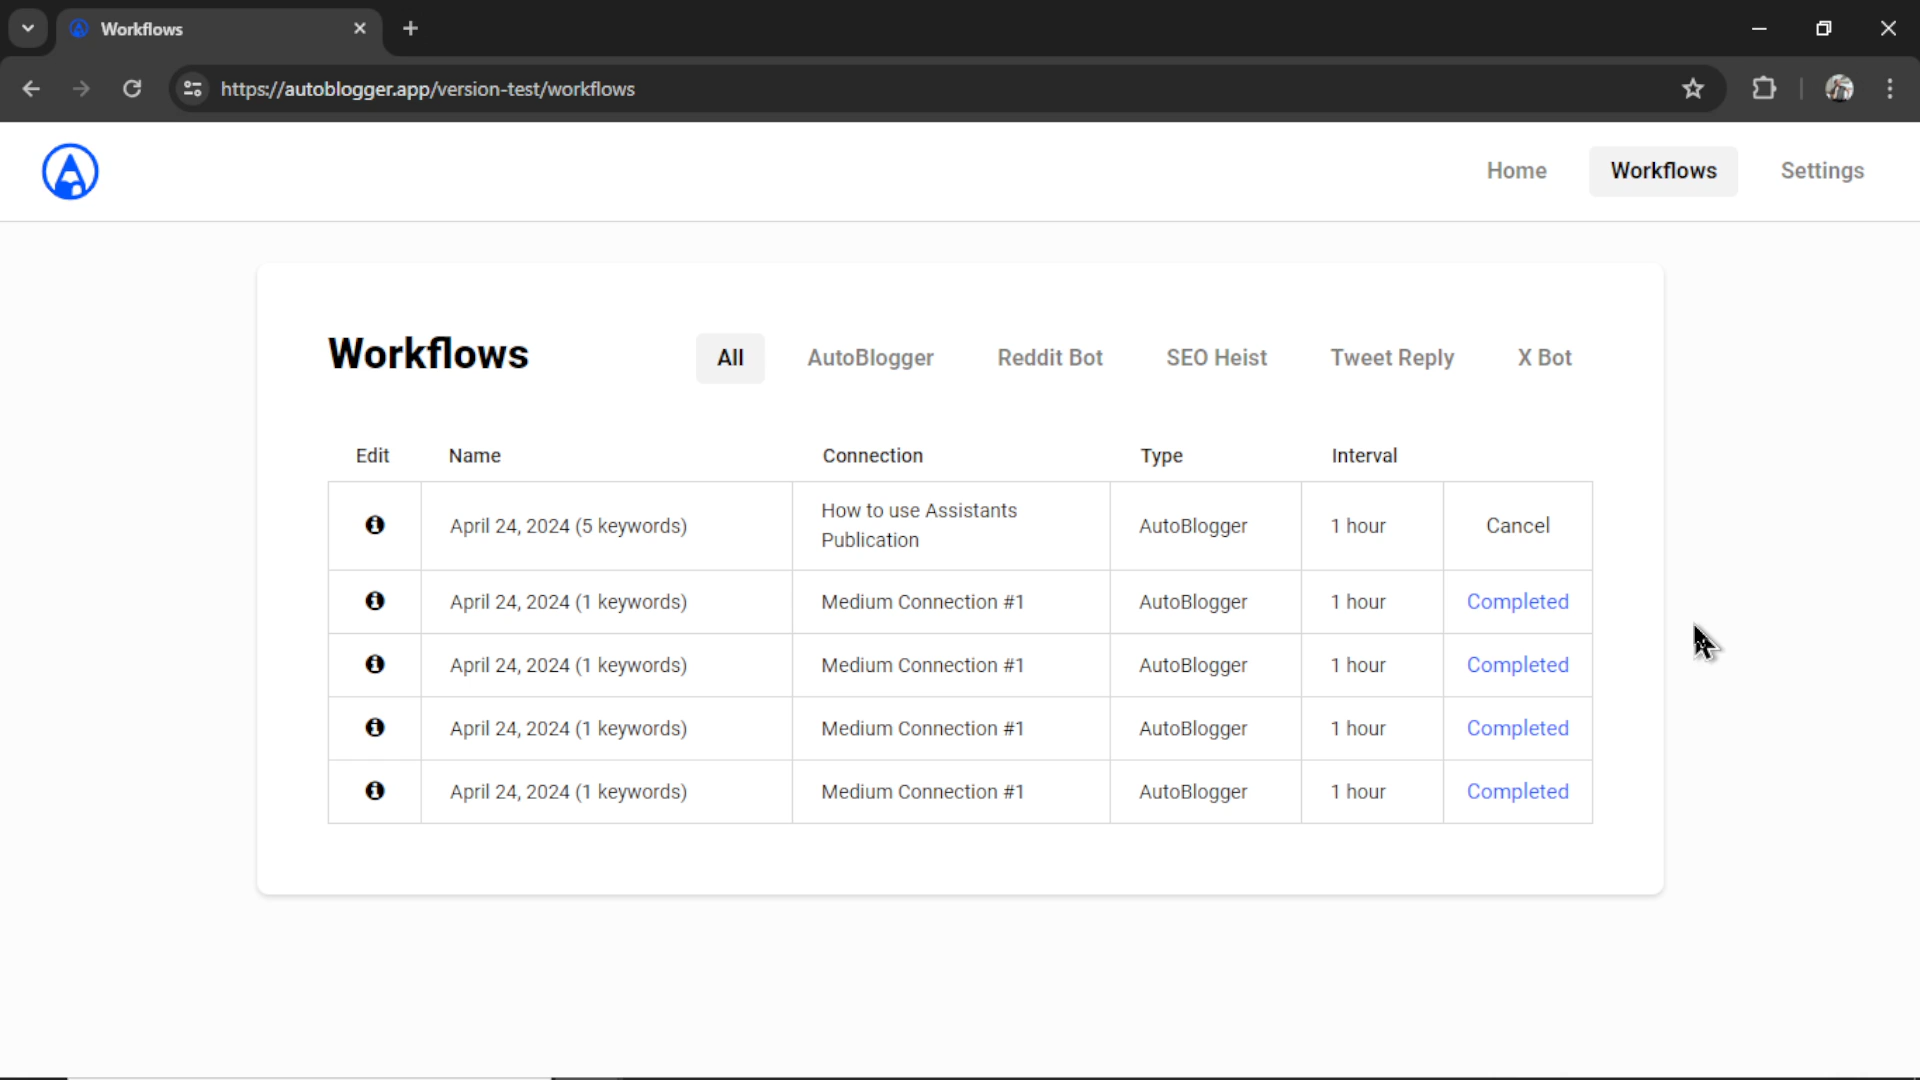 Workflows
https://autoblogger.app/version-test/workflows
Home Workflows Settings
Workflows All AutoBlogger Reddit Bot SEO Heist Tweet Reply X Bot
Edit Name Connection Type Interval
April 24, 2024 (5 keywords) How to use Assistants Publication AutoBlogger 1 hour Cancel
April 24, 2024 (1 keywords) Medium Connection #1 AutoBlogger 1 hour Completed
April 24, 2024 (1 keywords) Medium Connection #1 AutoBlogger 1 hour Completed
April 24, 2024 (1 keywords) Medium Connection #1 AutoBlogger 1 hour Completed
April 24, 2024 (1 keywords) Medium Connection #1 AutoBlogger 1 hour Completed